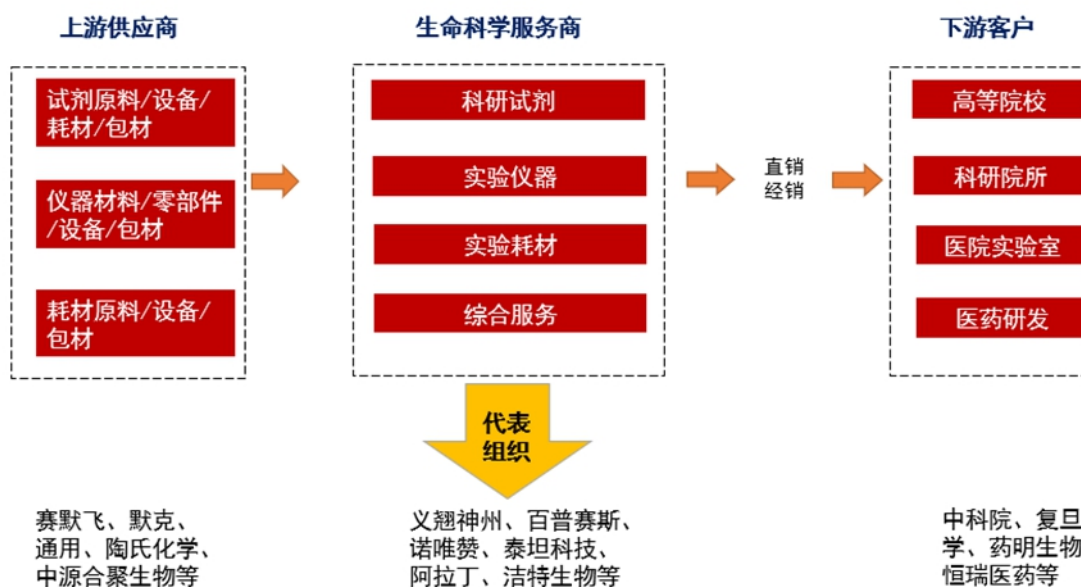 上游供应商
生命科学服务商
下游客户
试剂原料/设备/
耗材/包材
仪器材料/零部件
/设备/包材
耗材原料/设备/
包材
科研试剂
实验仪器
实验耗材
综合服务
直销
经销
高等院校
科研院所
医院实验室
医药研发
代表
组织
赛默飞、默克、
通用、陶氏化学、
中源合聚生物等
义翘神州、百普赛斯、
诺唯赞、泰坦科技、
阿拉丁、洁特生物等
中科院、复旦
学、药明生物
恒瑞医药等